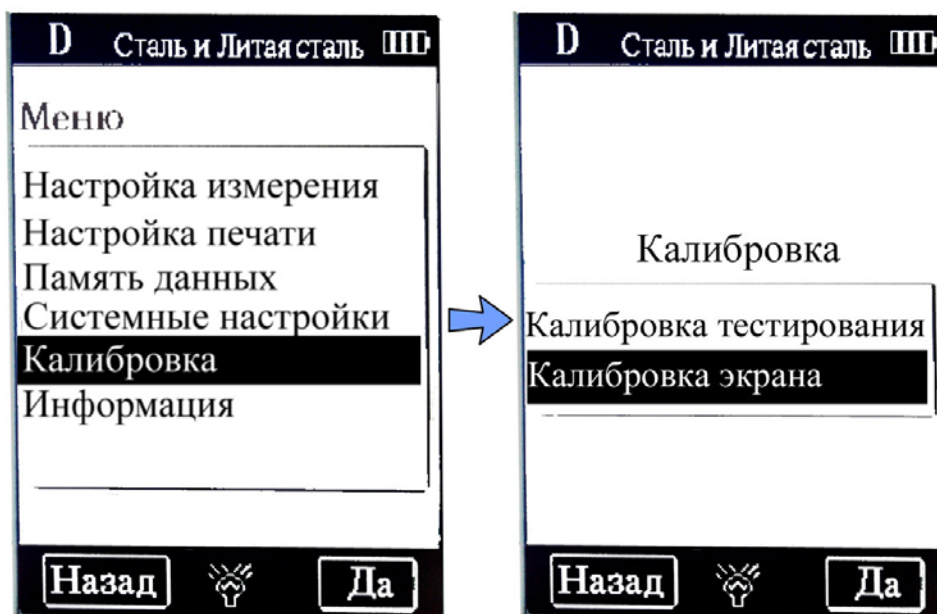 D Сталь и Литая сталь
Меню
Настройка измерения
Настройка печати
Память данных
Системные настройки
Калибровка
Информация
Назад Да
D Сталь и Литая сталь
Калибровка
Калибровка тестирования
Калибровка экрана
Назад Да